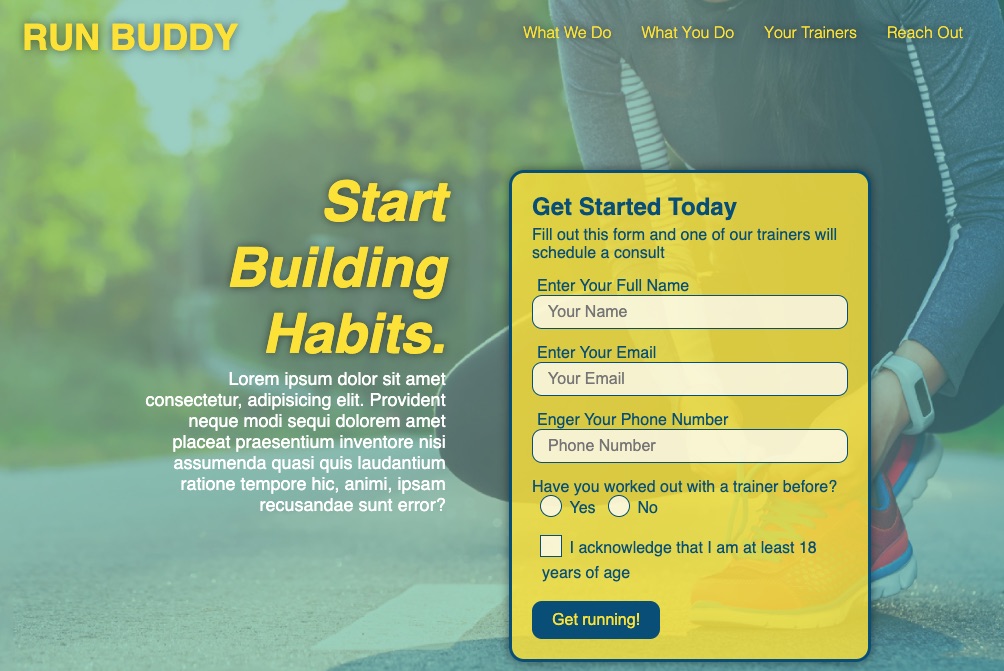 RUN BUDDY
What We Do
What You Do
Your Trainers
Reach Out
Start
Building
Habits.
Lorem ipsum dolor sit amet
consectetur, adipisicing elit. Provident
neque modi sequi dolorem amet
placeat praesentium inventore nisi
assumenda quasi quis laudantium
ratione tempore hic, animi, ipsam
recusandae sunt error?
Get Started Today
Fill out this form and one of our trainers will
schedule a consult
Enter Your Full Name
Your Name
Enter Your Email
Your Email
Enger Your Phone Number
Phone Number
Have you worked out with a trainer before?
Yes No
I acknowledge that I am at least 18
years of age
Get running!